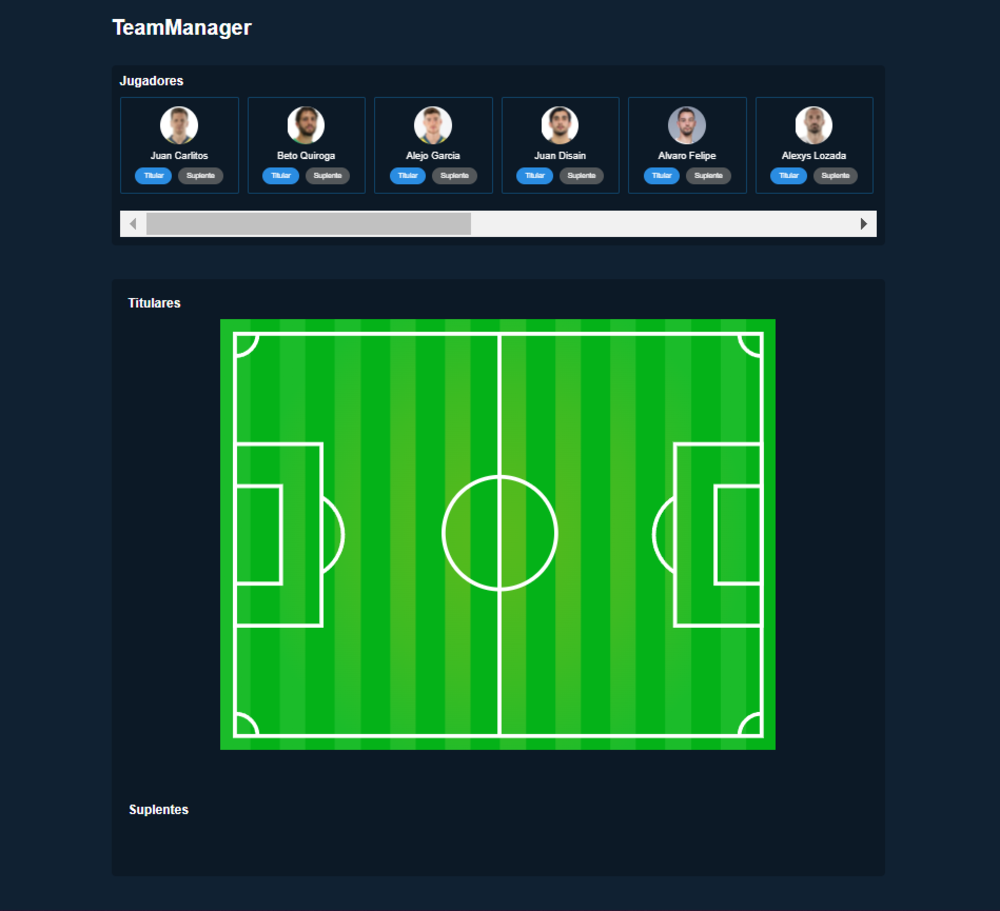 TeamManager
Jugadores
Juan Carlitos
Titular Suplente
Beto Quiroga
Titular Suplente
Alejo Garcia
Titular Suplente
Juan Disain
Titular Suplente
Alvaro Felipe
Titular Suplente
Alexys Lozada
Titular Suplente
Titulares
Suplentes